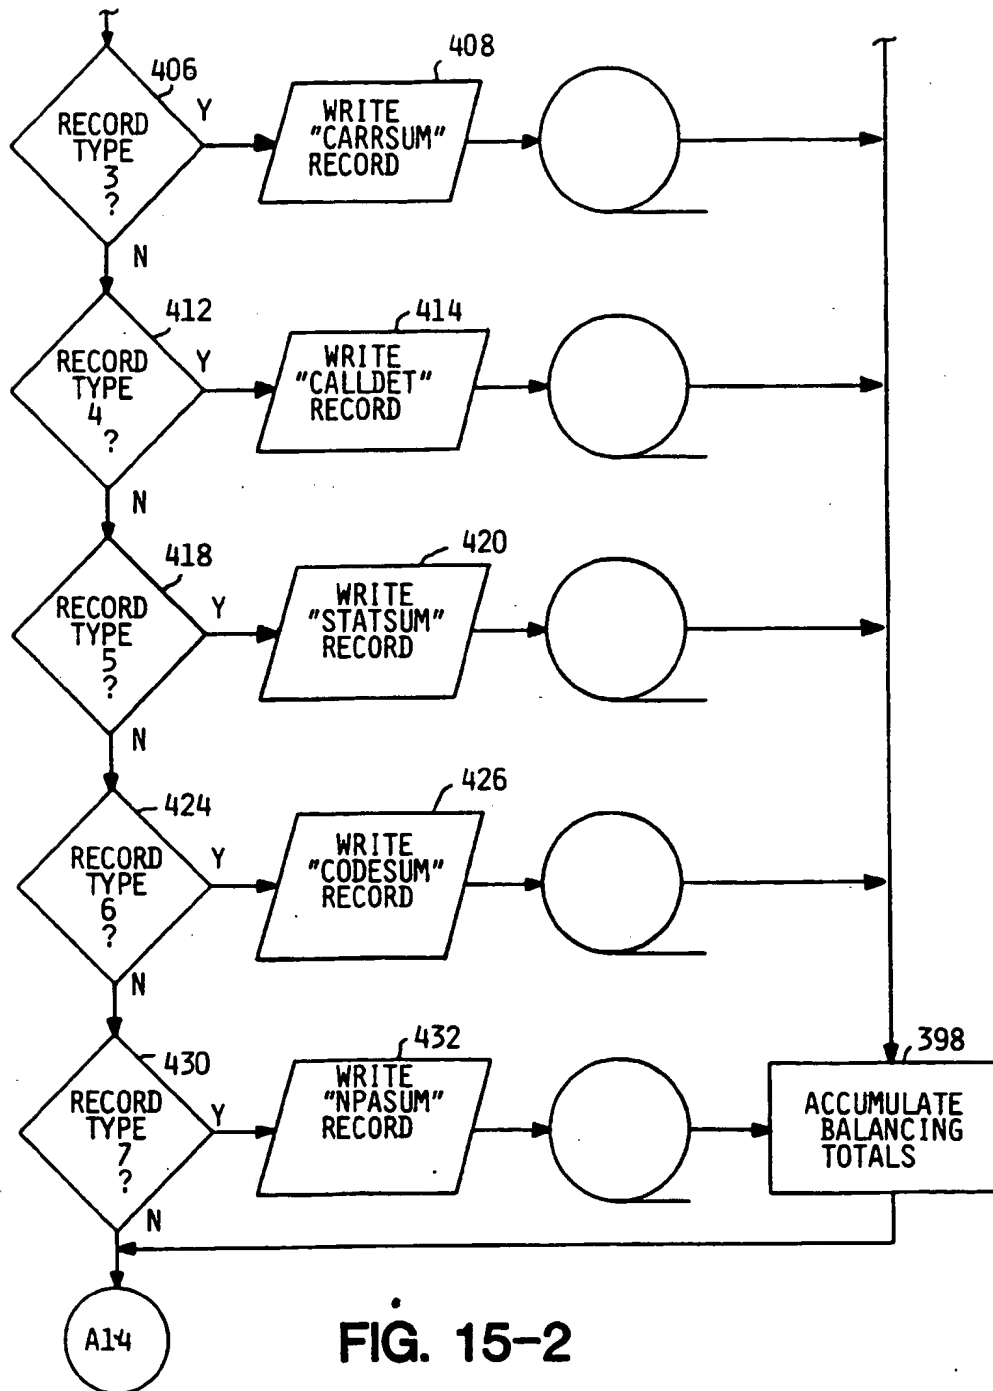 406
RECORD
TYPE
3
?
Y
N
408
WRITE
"CARRSUM"
RECORD
412
RECORD
TYPE
4
?
Y
N
414
WRITE
"CALLDET"
RECORD
418
RECORD
TYPE
5
?
Y
N
420
WRITE
"STATSUM"
RECORD
424
RECORD
TYPE
6
?
Y
N
426
WRITE
"CODESUM"
RECORD
430
RECORD
TYPE
7
?
Y
N
432
WRITE
"NPASUM"
RECORD
398
ACCUMULATE
BALANCING
TOTALS
A14
FIG. 15-2